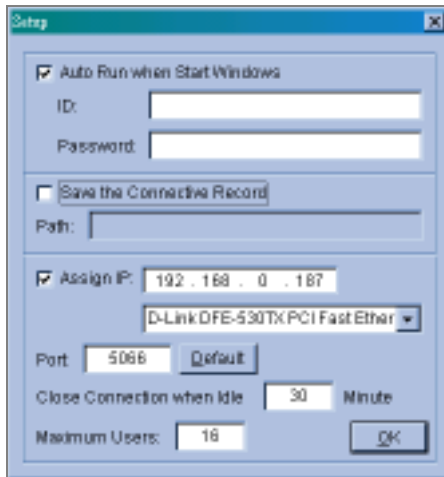 Setup
Auto Run when Start Windows
ID:
Password:
Save the Connective Record
Path:
Assign IP: 192 . 168 . 0 . 187
D-Link DFE-530TX PCI Fast Ether
Port: 5066 Default
Close Connection when Idle 30 Minute
Maximum Users: 16 OK